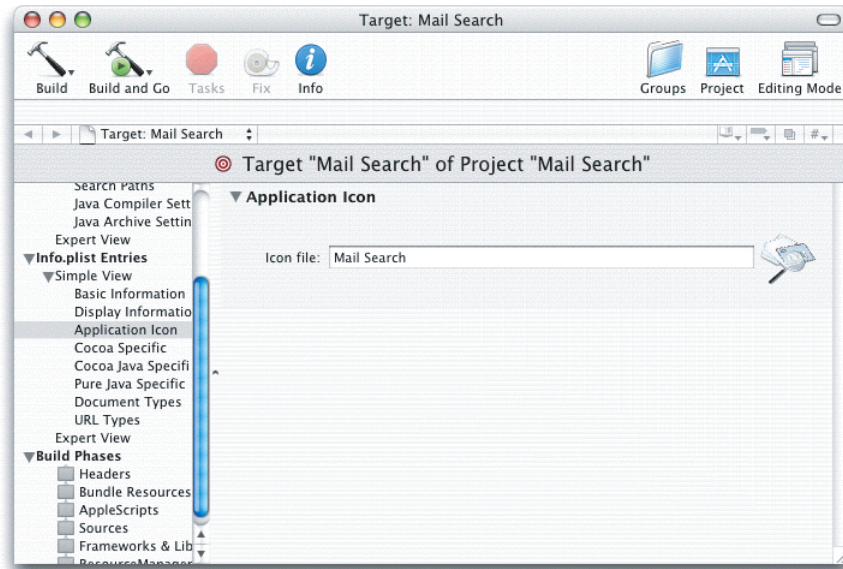 Target: Mail Search
Build
Build and Go
Tasks
Fix
Info
Groups
Project
Editing Mode
Target: Mail Search
#
Target "Mail Search" of Project "Mail Search"
Search Paths
Java Compiler Sett
Java Archive Settin
Expert View
Info.plist Entries
Simple View
Basic Information
Display Informatio
Application Icon
Cocoa Specific
Cocoa Java Specifi
Pure Java Specific
Document Types
URL Types
Expert View
Build Phases
Headers
Bundle Resources
AppleScripts
Sources
Frameworks & Lib
ResourceManager
Application Icon
Icon file: Mail Search